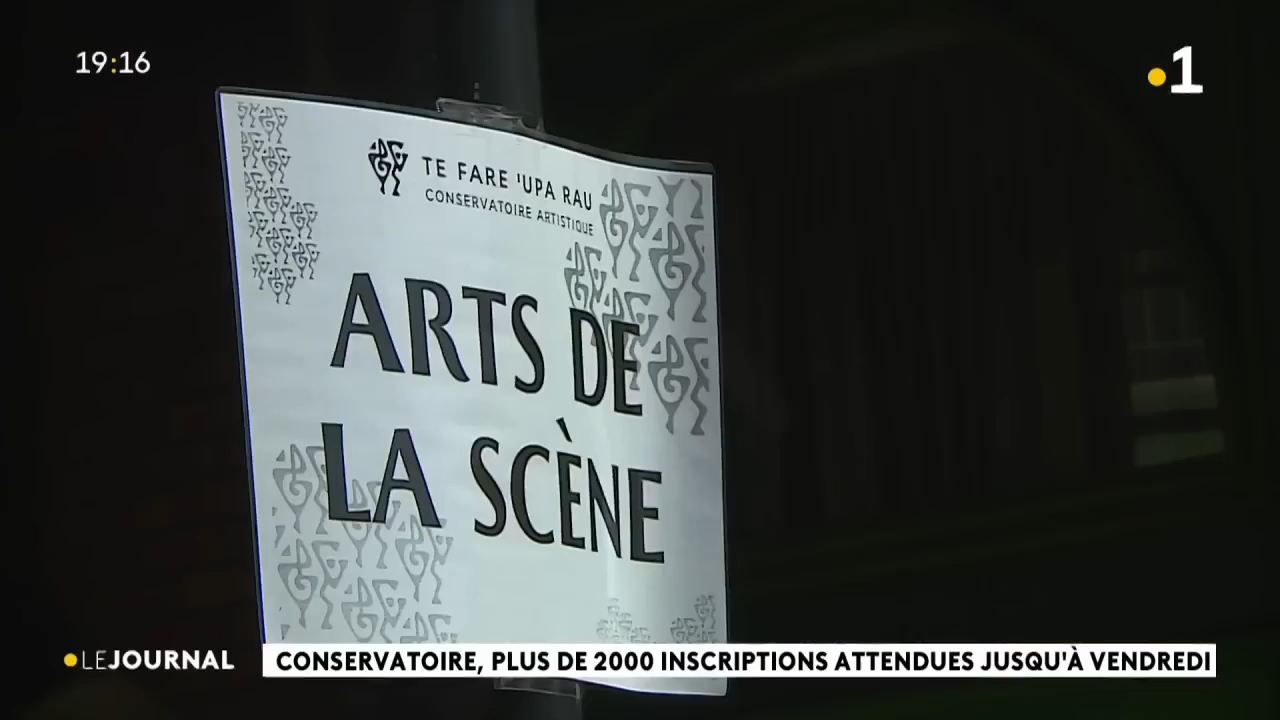 19:16
1
TE FARE 'UPA RAU
CONSERVATOIRE ARTISTIQUE
ARTS DE
LA SCÈNE
LE JOURNAL
CONSERVATOIRE, PLUS DE 2000 INSCRIPTIONS ATTENDUES JUSQU'À VENDREDI